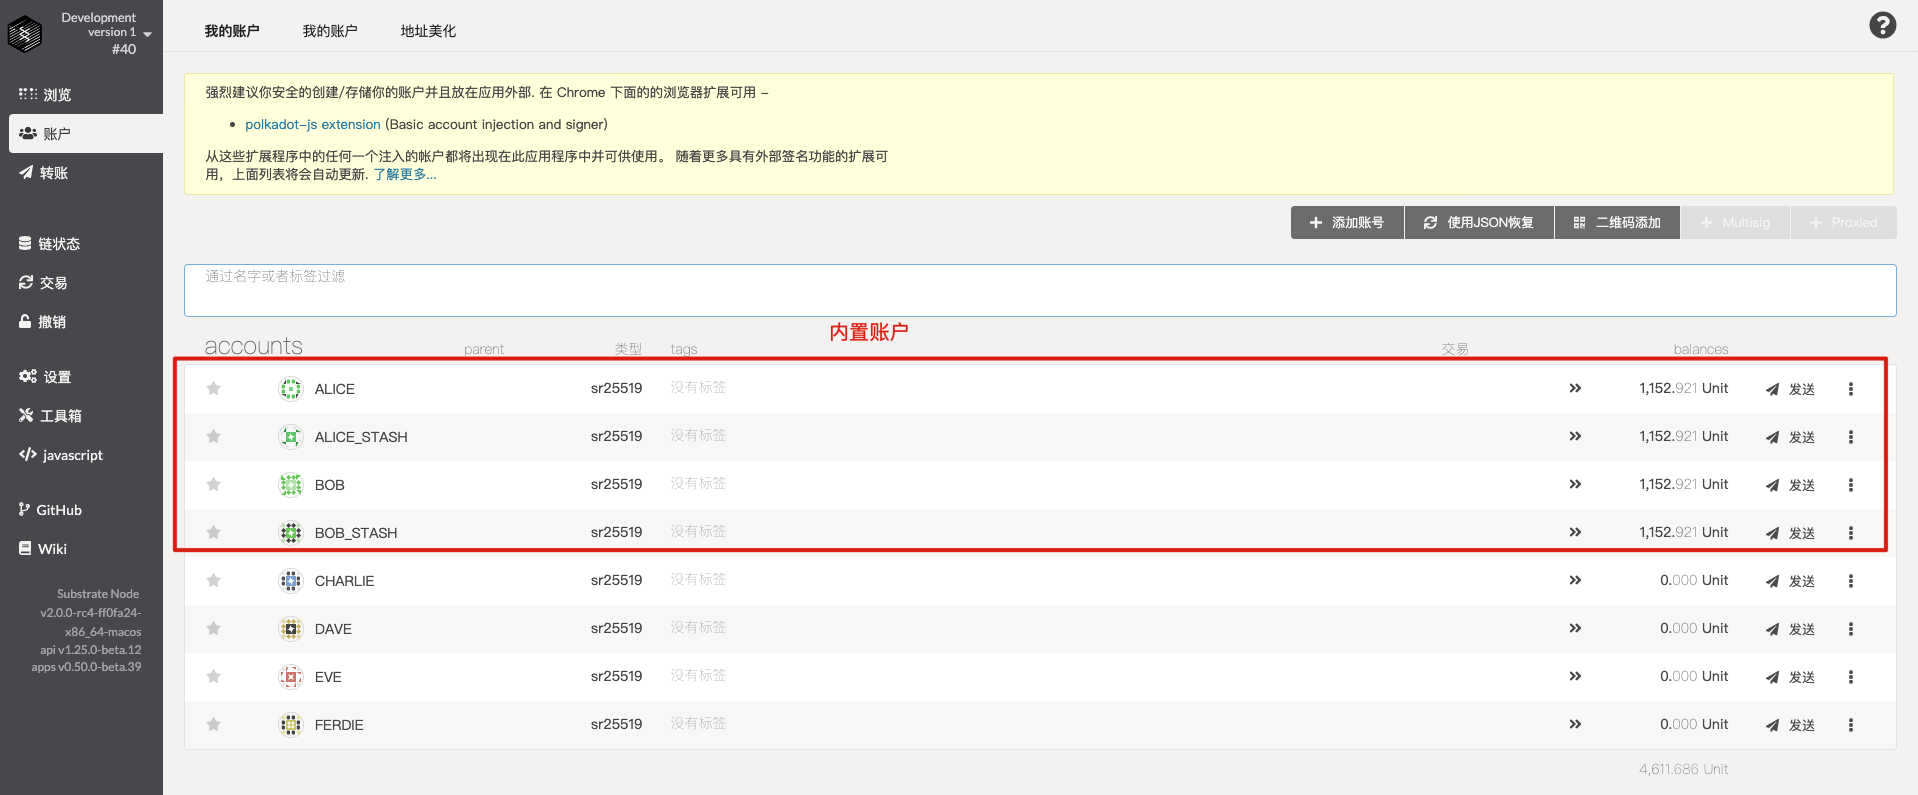 Development
version 1
#40
浏览
账户
转账
链状态
交易
撤销
设置
工具箱
javascript
GitHub
Wiki
Substrate Node
v2.0.0-rc4-ff0fa24-
x86_64-macos
api v1.25.0-beta.12
apps v0.50.0-beta.39
我的账户 我的账户 地址美化
强烈建议你安全的创建/存储你的账户并且放在应用外部. 在 Chrome 下面的的浏览器扩展可用 –
• polkadot-js extension (Basic account injection and signer)
从这些扩展程序中的任何一个注入的帐户都将出现在此应用程序中并可供使用。 随着更多具有外部签名功能的扩展可
用，上面列表将会自动更新. 了解更多...
添加账号 使用JSON恢复 二维码添加 Multisig Proxied
通过名字或者标签过滤
内置账户
accounts parent 类型 tags 交易 balances
ALICE sr25519 没有标签 1,152.921 Unit 发送
ALICE_STASH sr25519 没有标签 1,152.921 Unit 发送
BOB sr25519 没有标签 1,152.921 Unit 发送
BOB_STASH sr25519 没有标签 1,152.921 Unit 发送
CHARLIE sr25519 没有标签 0.000 Unit 发送
DAVE sr25519 没有标签 0.000 Unit 发送
EVE sr25519 没有标签 0.000 Unit 发送
FERDIE sr25519 没有标签 0.000 Unit 发送
4,611.686 Unit